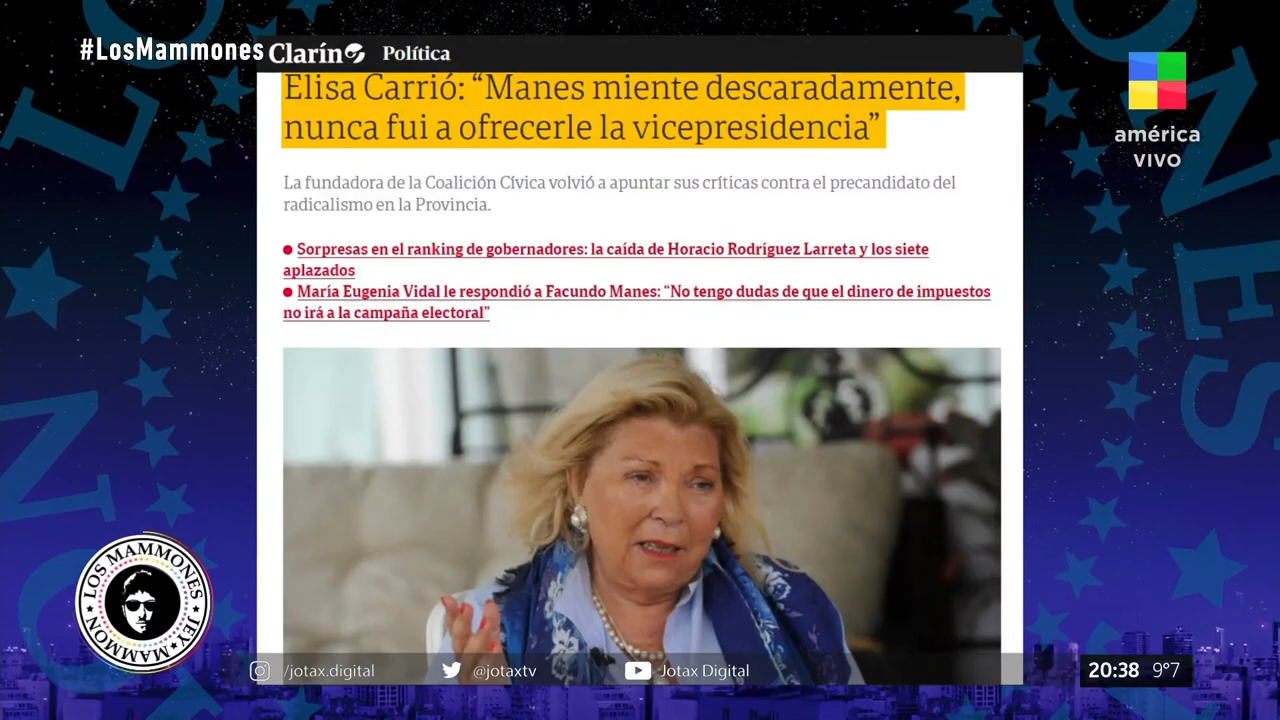 #LosMammones
Clarín
Política
Elisa Carrió: “Manes miente descaradamente,
nunca fui a ofrecerle la vicepresidencia”
La fundadora de la Coalición Cívica volvió a apuntar sus críticas contra el precandidato del
radicalismo en la Provincia.
● Sorpresas en el ranking de gobernadores: la caída de Horacio Rodríguez Larreta y los siete
aplazados
● María Eugenia Vidal le respondió a Facundo Manes: “No tengo dudas de que el dinero de impuestos
no irá a la campaña electoral”
américa
VIVO
LOS MAMMONES
JEY MAMMON
/jotax.digital
@jotaxtv
Jotax Digital
20:38 9°7